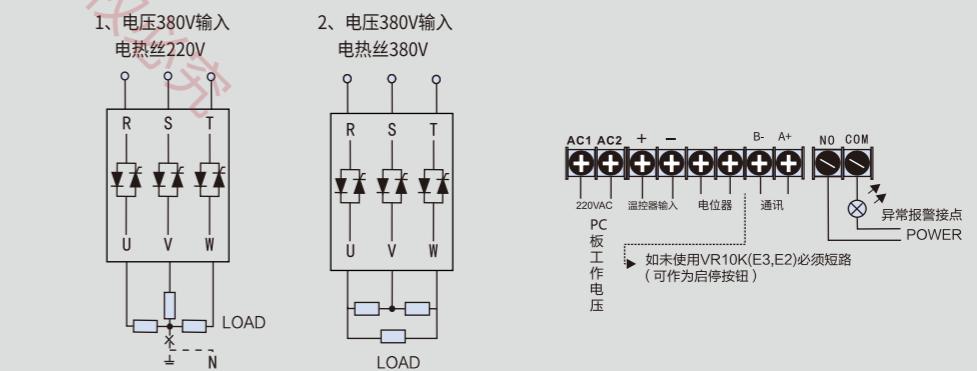 1、电压380V输入
电热丝220V
R S T
U V W
LOAD
N
2、电压380V输入
电热丝380V
R S T
U V W
LOAD
AC1 AC2 + − B- A+ NO COM
220VAC 温控器输入 电位器 通讯
PC板工作电压
异常报警接点
POWER
如未使用VR10K(E3,E2)必须短路
（可作为启停按钮）
必究